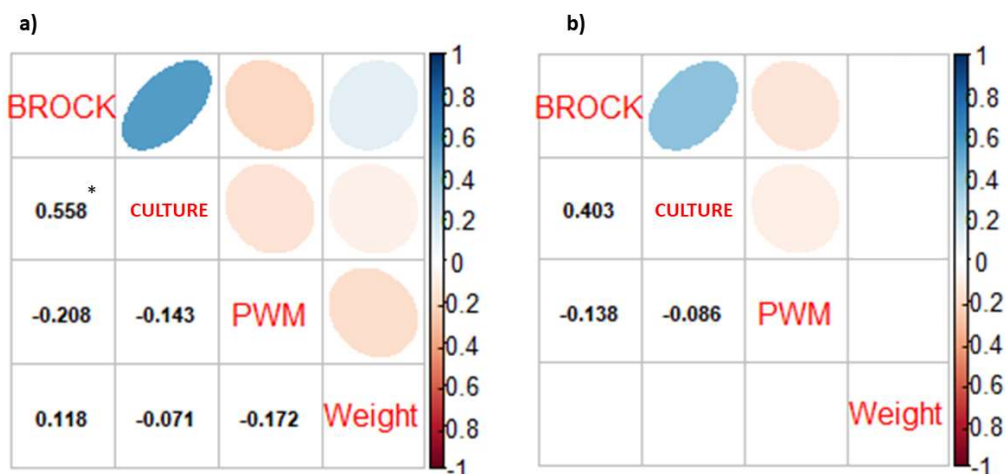 a)
BROCK
0.558 * CULTURE
-0.208 -0.143 PWM
0.118 -0.071 -0.172 Weight
1
0.8
0.6
0.4
0.2
0
-0.2
-0.4
-0.6
-0.8
-1
b)
BROCK
0.403 CULTURE
-0.138 -0.086 PWM
Weight
1
0.8
0.6
0.4
0.2
0
-0.2
-0.4
-0.6
-0.8
-1